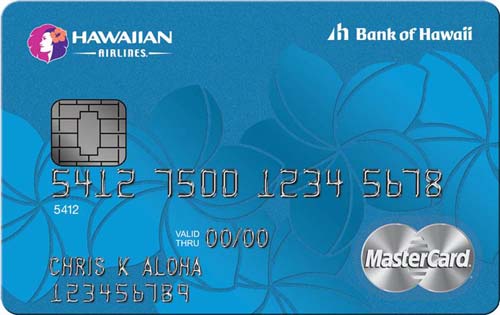 HAWAIIAN
AIRLINES.
Bank of Hawaii
5412 7500 1234 5678
5412
VALID
THRU 00/00
CHRIS K ALOHA
123456789
MasterCard